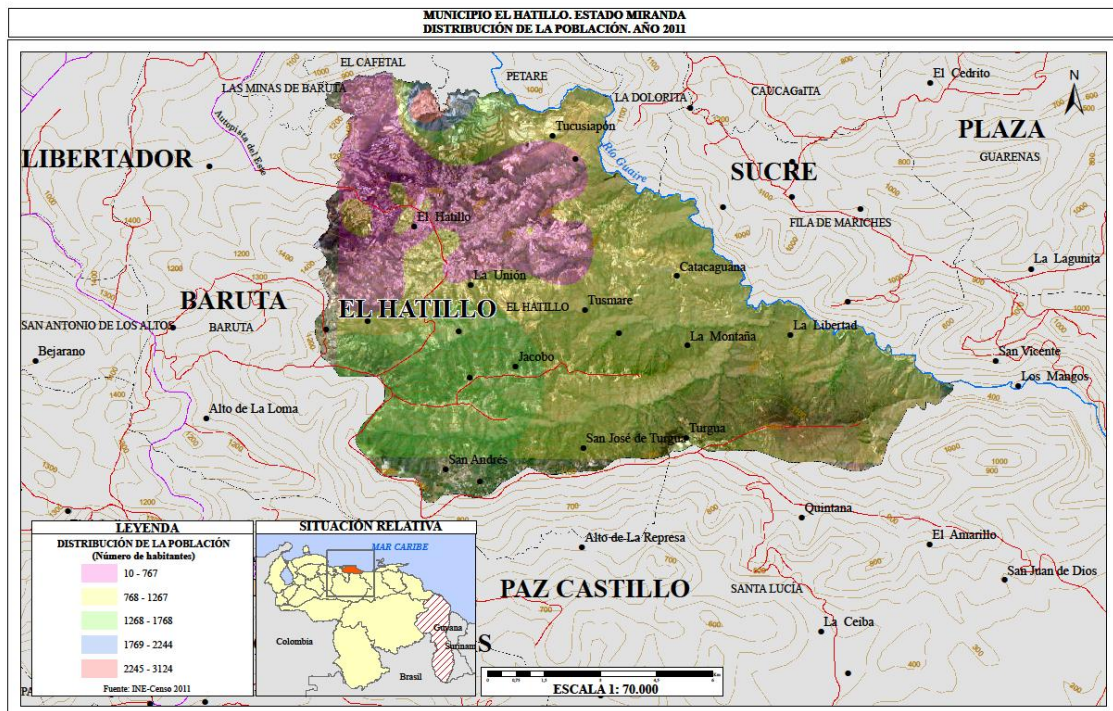 MUNICIPIO EL HATILLO. ESTADO MIRANDA
DISTRIBUCIÓN DE LA POBLACIÓN. AÑO 2011
EL CAFETAL
PETARE
LAS MINAS DE BARUTA
LA DOLORITA
CAUCAGaITA
El Cedrito
N
Autopista del Este
Tucusiapón
LIBERTADOR
Río Guaire
SUCRE
PLAZA
GUARENAS
El Hatillo
FILA DE MARICHES
La Unión
Catacaguana
La Lagunita
BARUTA
EL HATILLO
EL HATILLO
Tusmare
SAN ANTONIO DE LOS ALTOS
BARUTA
La Libertad
La Montaña
Bejarano
Jacobo
San Vicente
Los Mangos
Alto de La Loma
Turgua
San José de Turgua
San Andrés
Quintana
Alto de La Represa
El Amarillo
San Juan de Dios
PAZ CASTILLO
SANTA LUCIA
La Ceiba
LEYENDA
DISTRIBUCIÓN DE LA POBLACIÓN
(Número de habitantes)
10 - 767
768 - 1267
1268 - 1768
1769 - 2244
2245 - 3124
Fuente: INE-Censo 2011
SITUACIÓN RELATIVA
MAR CARIBE
Guyana
Colombia
Surinam
Brasil
ESCALA 1: 70.000